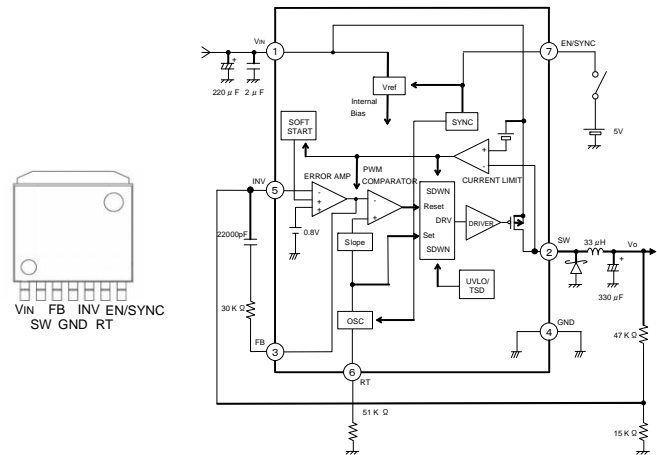 VIN
1
220 μF
2 μF
+
Vref
Internal
Bias
SYNC
7
EN/SYNC
5V
SOFT
START
INV
5
ERROR AMP
-
+
+
0.8V
PWM
COMPARATOR
-
+
+
-
CURRENT LIMIT
SDWN
Reset
DRV
Set
SDWN
DRIVER
SW
2
33 μH
Vo
+
330 μF
22000pF
Slope
UVLO/
TSD
30 K Ω
OSC
GND
4
47 K Ω
FB
3
6
RT
51 K Ω
15 K Ω
VIN FB INV EN/SYNC
SW GND RT